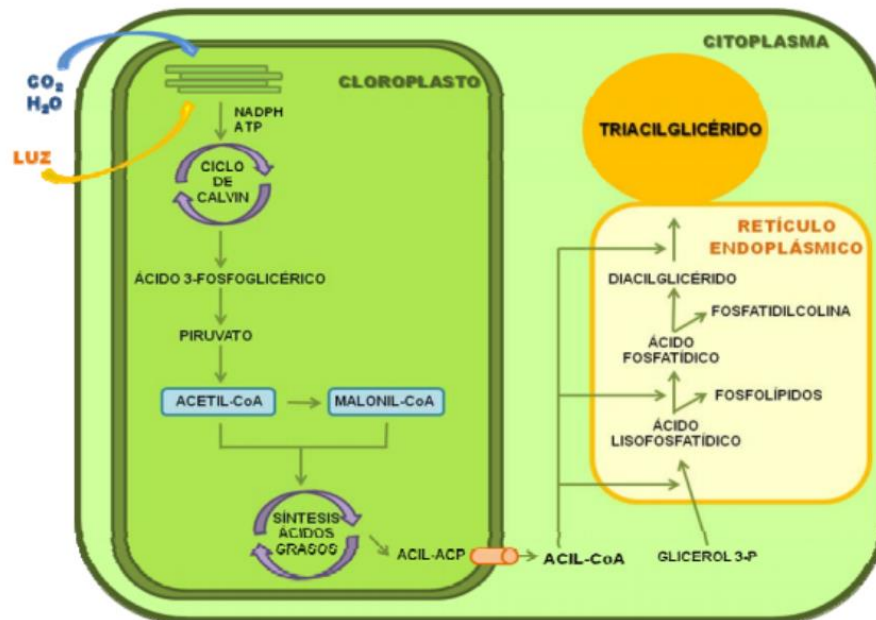 CO₂
H₂O
LUZ
CLOROPLASTO
NADPH
ATP
CICLO
DE
CALVIN
ÁCIDO 3-FOSFOGLICÉRICO
PIRUVATO
ACETIL-CoA
MALONIL-CoA
SÍNTESIS
ÁCIDOS
GRASOS
ACIL-ACP
CITOPLASMA
TRIACILGLICÉRIDO
RETÍCULO
ENDOPLÁSMICO
DIACILGLICÉRIDO
FOSFATIDILCOLINA
ÁCIDO
FOSFATÍDICO
FOSFOLÍPIDOS
ÁCIDO
LISOFOSFATÍDICO
ACIL-CoA
GLICEROL 3-P